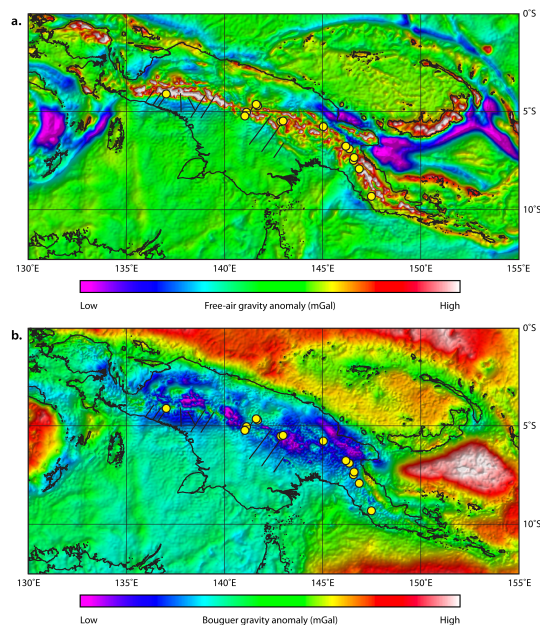 a.
0°S
5°S
10°S
130°E 135°E 140°E 145°E 150°E 155°E
Low Free-air gravity anomaly (mGal) High
b.
0°S
5°S
10°S
130°E 135°E 140°E 145°E 150°E 155°E
Low Bouguer gravity anomaly (mGal) High